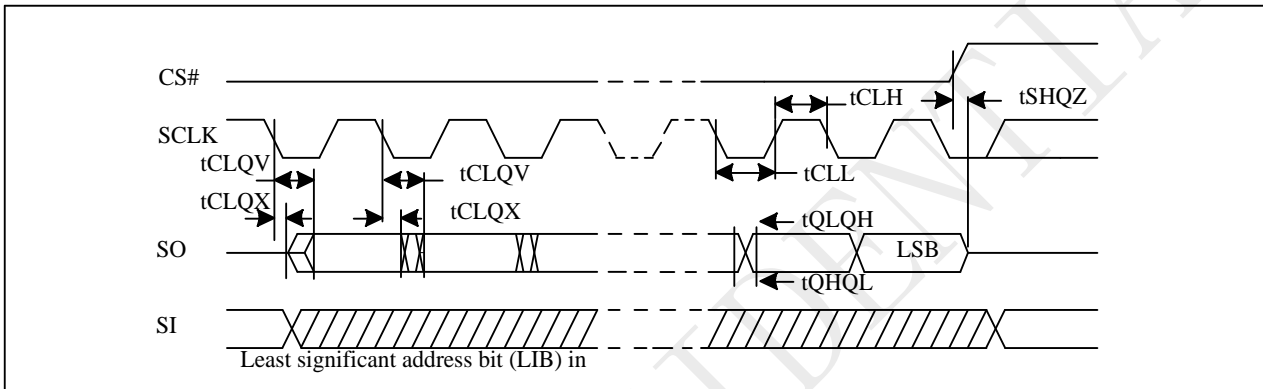 CS#
tCLH
tSHQZ
SCLK
tCLQV
tCLQV
tCLL
tCLQX
tCLQX
tQLQH
SO
LSB
tQHQL
SI
Least significant address bit (LIB) in
IDENTIA